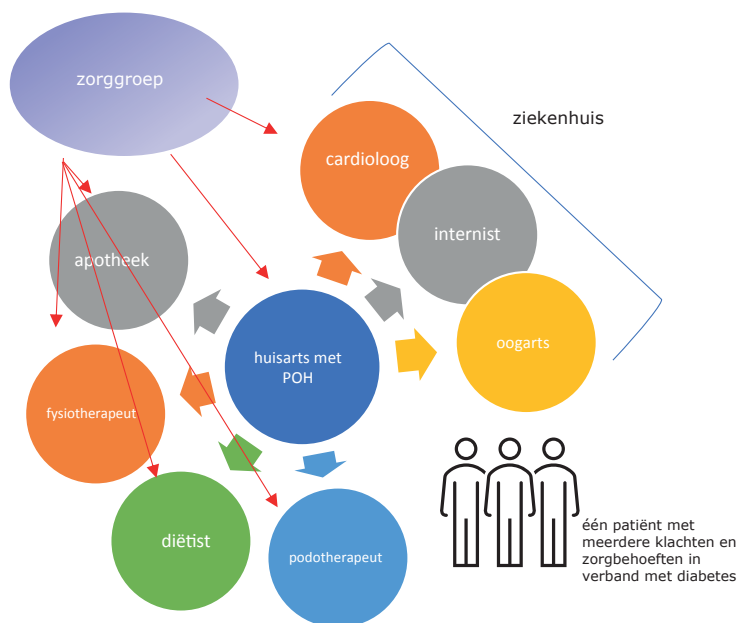 zorggroep
ziekenhuis
cardioloog
internist
apotheek
oogarts
huisarts met
POH
fysiotherapeut
diëtist
podotherapeut
één patiënt met
meerdere klachten en
zorgbehoeften in
verband met diabetes